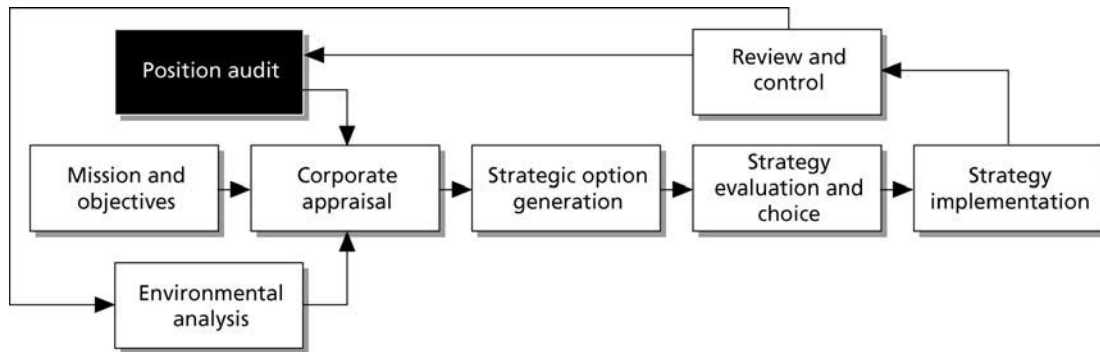 Position audit
Review and
control
Mission and
objectives
Corporate
appraisal
Strategic option
generation
Strategy
evaluation and
choice
Strategy
implementation
Environmental
analysis